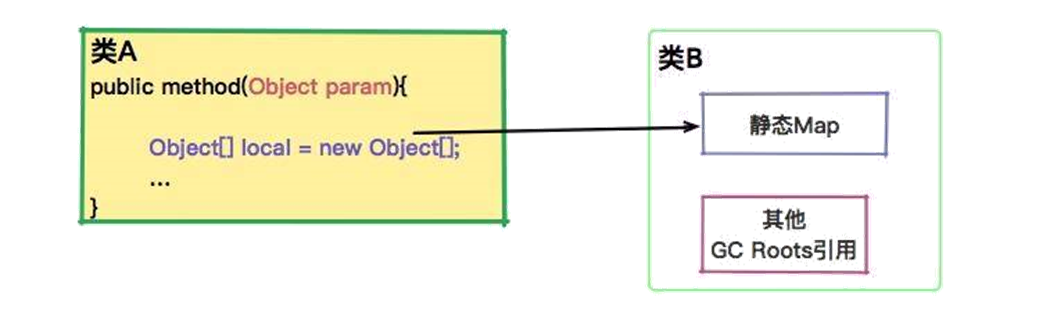 类A
public method(Object param){
Object[] local = new Object[];
...
}
类B
静态Map
其他
GC Roots引用